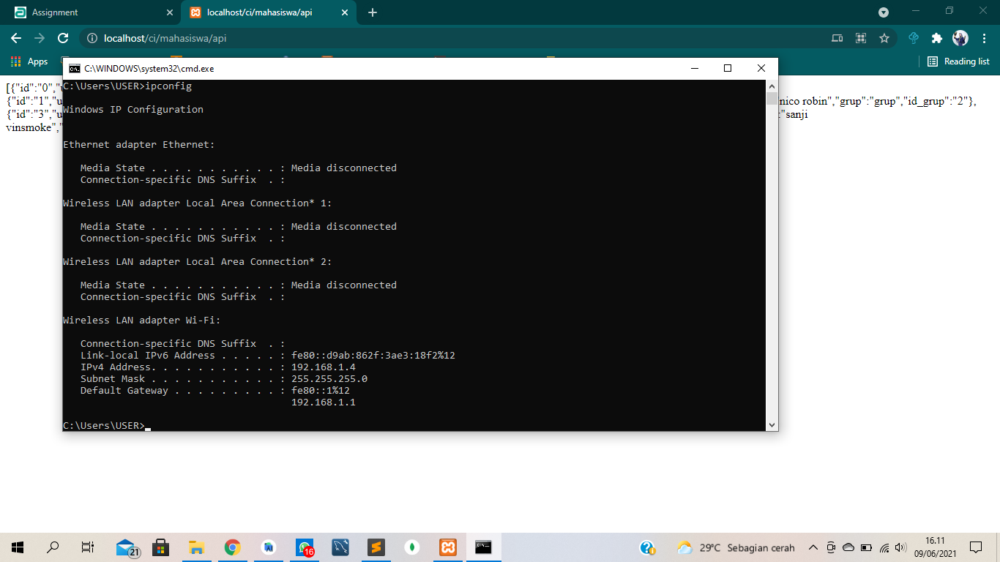 Assignment
localhost/ci/mahasiswa/api
localhost/ci/mahasiswa/api
Apps
Reading list
C:\WINDOWS\system32\cmd.exe
[{"id":"0","
{"id":"1","u
nico robin","grup":"grup","id_grup":"2"},
{"id":"3","u
:"sanji
vinsmoke","
C:\Users\USER>ipconfig
Windows IP Configuration
Ethernet adapter Ethernet:
Media State . . . . . . . . . . . : Media disconnected
Connection-specific DNS Suffix  . :
Wireless LAN adapter Local Area Connection* 1:
Media State . . . . . . . . . . . : Media disconnected
Connection-specific DNS Suffix  . :
Wireless LAN adapter Local Area Connection* 2:
Media State . . . . . . . . . . . : Media disconnected
Connection-specific DNS Suffix  . :
Wireless LAN adapter Wi-Fi:
Connection-specific DNS Suffix  . :
Link-local IPv6 Address . . . . . : fe80::d9ab:862f:3ae3:18f2%12
IPv4 Address. . . . . . . . . . . : 192.168.1.4
Subnet Mask . . . . . . . . . . . : 255.255.255.0
Default Gateway . . . . . . . . . : fe80::1%12
192.168.1.1
C:\Users\USER>
21
16
29°C Sebagian cerah
16.11
09/06/2021